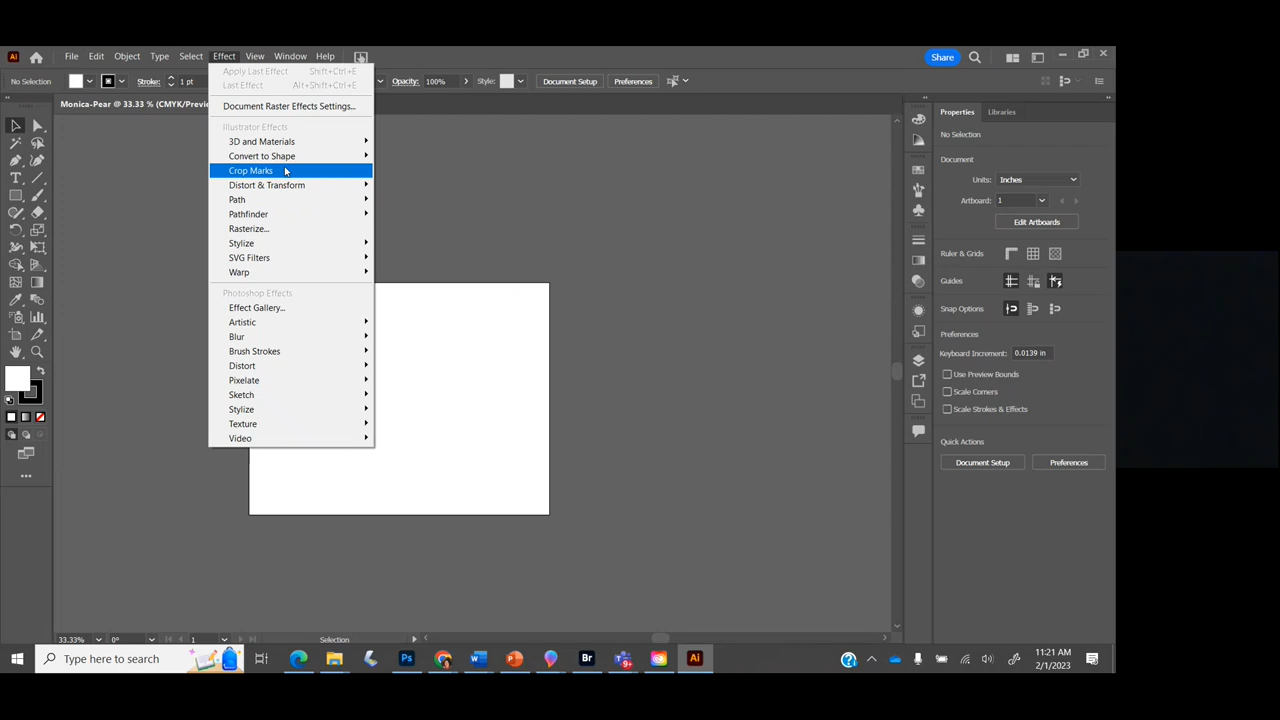 Ai File Edit Object Type Select Effect View Window Help Share
No Selection Stroke: 1 pt Opacity: 100% Style: Document Setup Preferences
Monica-Pear @ 33.33 % (CMYK/Previe
Apply Last Effect Shift+Ctrl+E
Last Effect Alt+Shift+Ctrl+E
Document Raster Effects Settings...
Illustrator Effects
3D and Materials
Convert to Shape
Crop Marks
Distort & Transform
Path
Pathfinder
Rasterize...
Stylize
SVG Filters
Warp
Photoshop Effects
Effect Gallery...
Artistic
Blur
Brush Strokes
Distort
Pixelate
Sketch
Stylize
Texture
Video
Properties Libraries
No Selection
Document
Units: Inches
Artboard: 1
Edit Artboards
Ruler & Grids
Guides
Snap Options
Preferences
Keyboard Increment: 0.0139 in
Use Preview Bounds
Scale Corners
Scale Strokes & Effects
Quick Actions
Document Setup Preferences
33.33% 0° 1 Selection
Type here to search Ps Br Ai 11:21 AM
2/1/2023